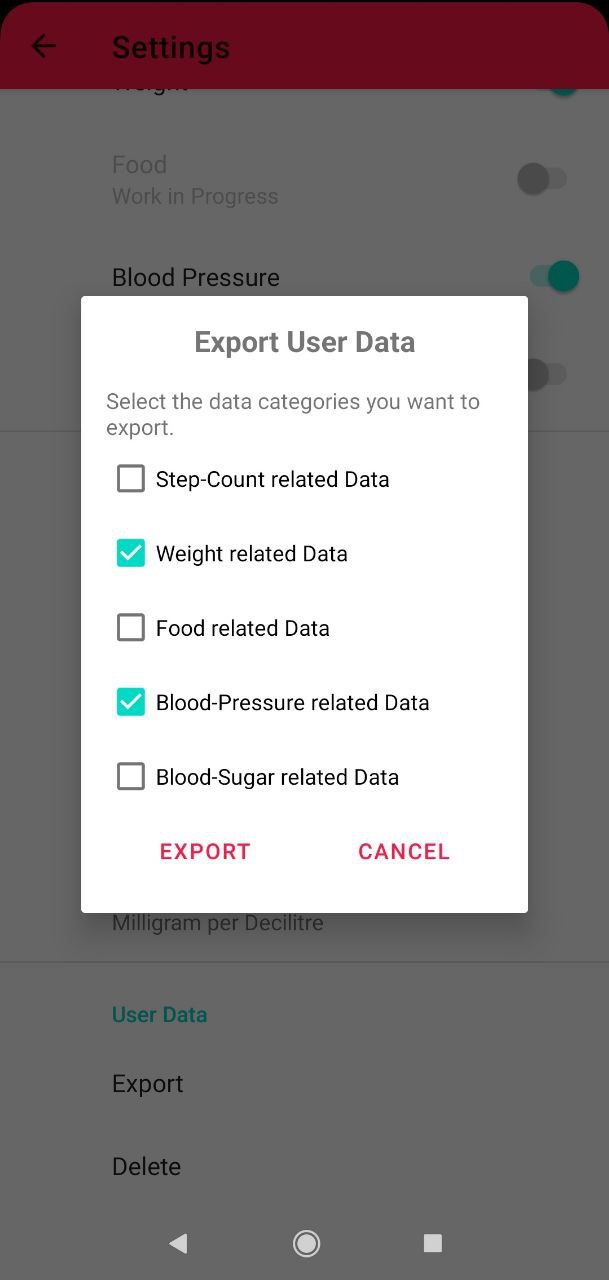 Settings
Weight
Food
Work in Progress
Blood Pressure
Export User Data
Select the data categories you want to
export.
Step-Count related Data
Weight related Data
Food related Data
Blood-Pressure related Data
Blood-Sugar related Data
EXPORT CANCEL
Milligram per Decilitre
User Data
Export
Delete